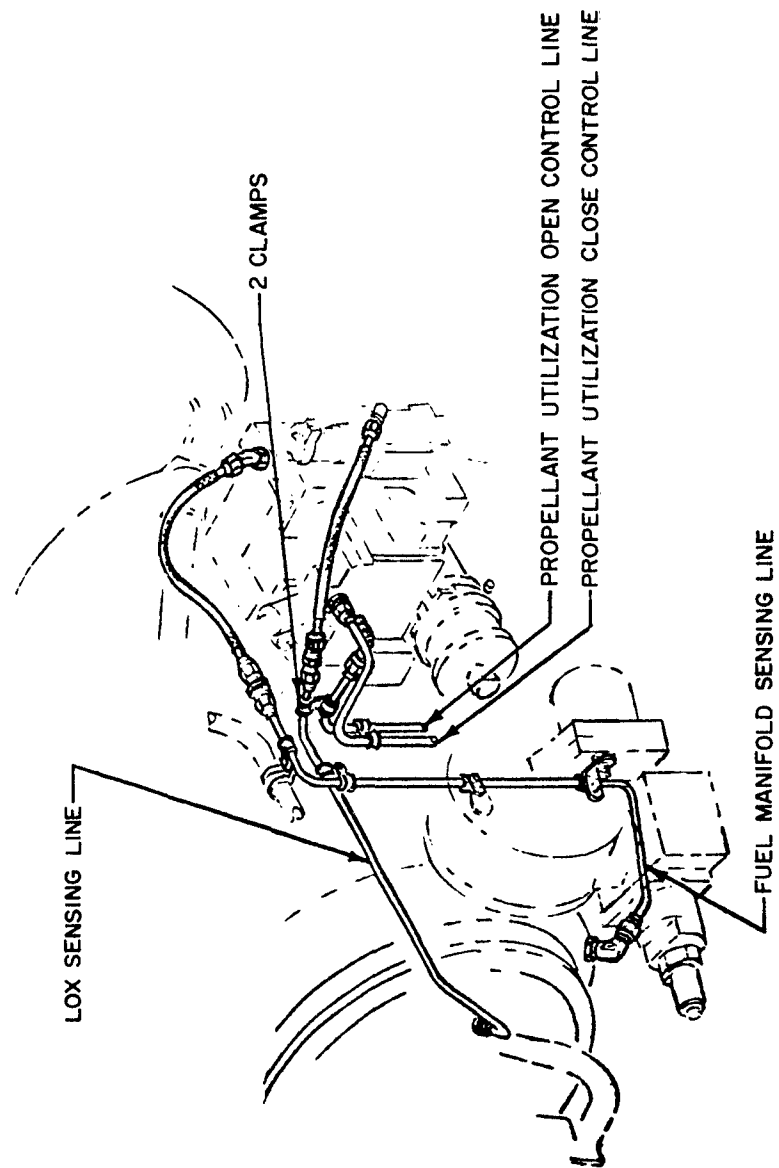 LOX SENSING LINE
2 CLAMPS
PROPELLANT UTILIZATION OPEN CONTROL LINE
PROPELLANT UTILIZATION CLOSE CONTROL LINE
FUEL MANIFOLD SENSING LINE